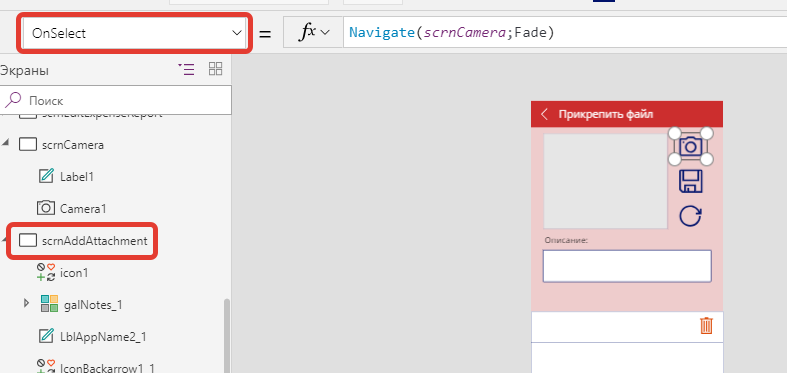 OnSelect = fx Navigate(scrnCamera;Fade)
Экраны
Поиск
scrnEditExpenseReport
scrnCamera
Label1
Camera1
scrnAddAttachment
icon1
galNotes_1
LblAppName2_1
IconBackarrow1_1
Прикрепить файл
Описание: